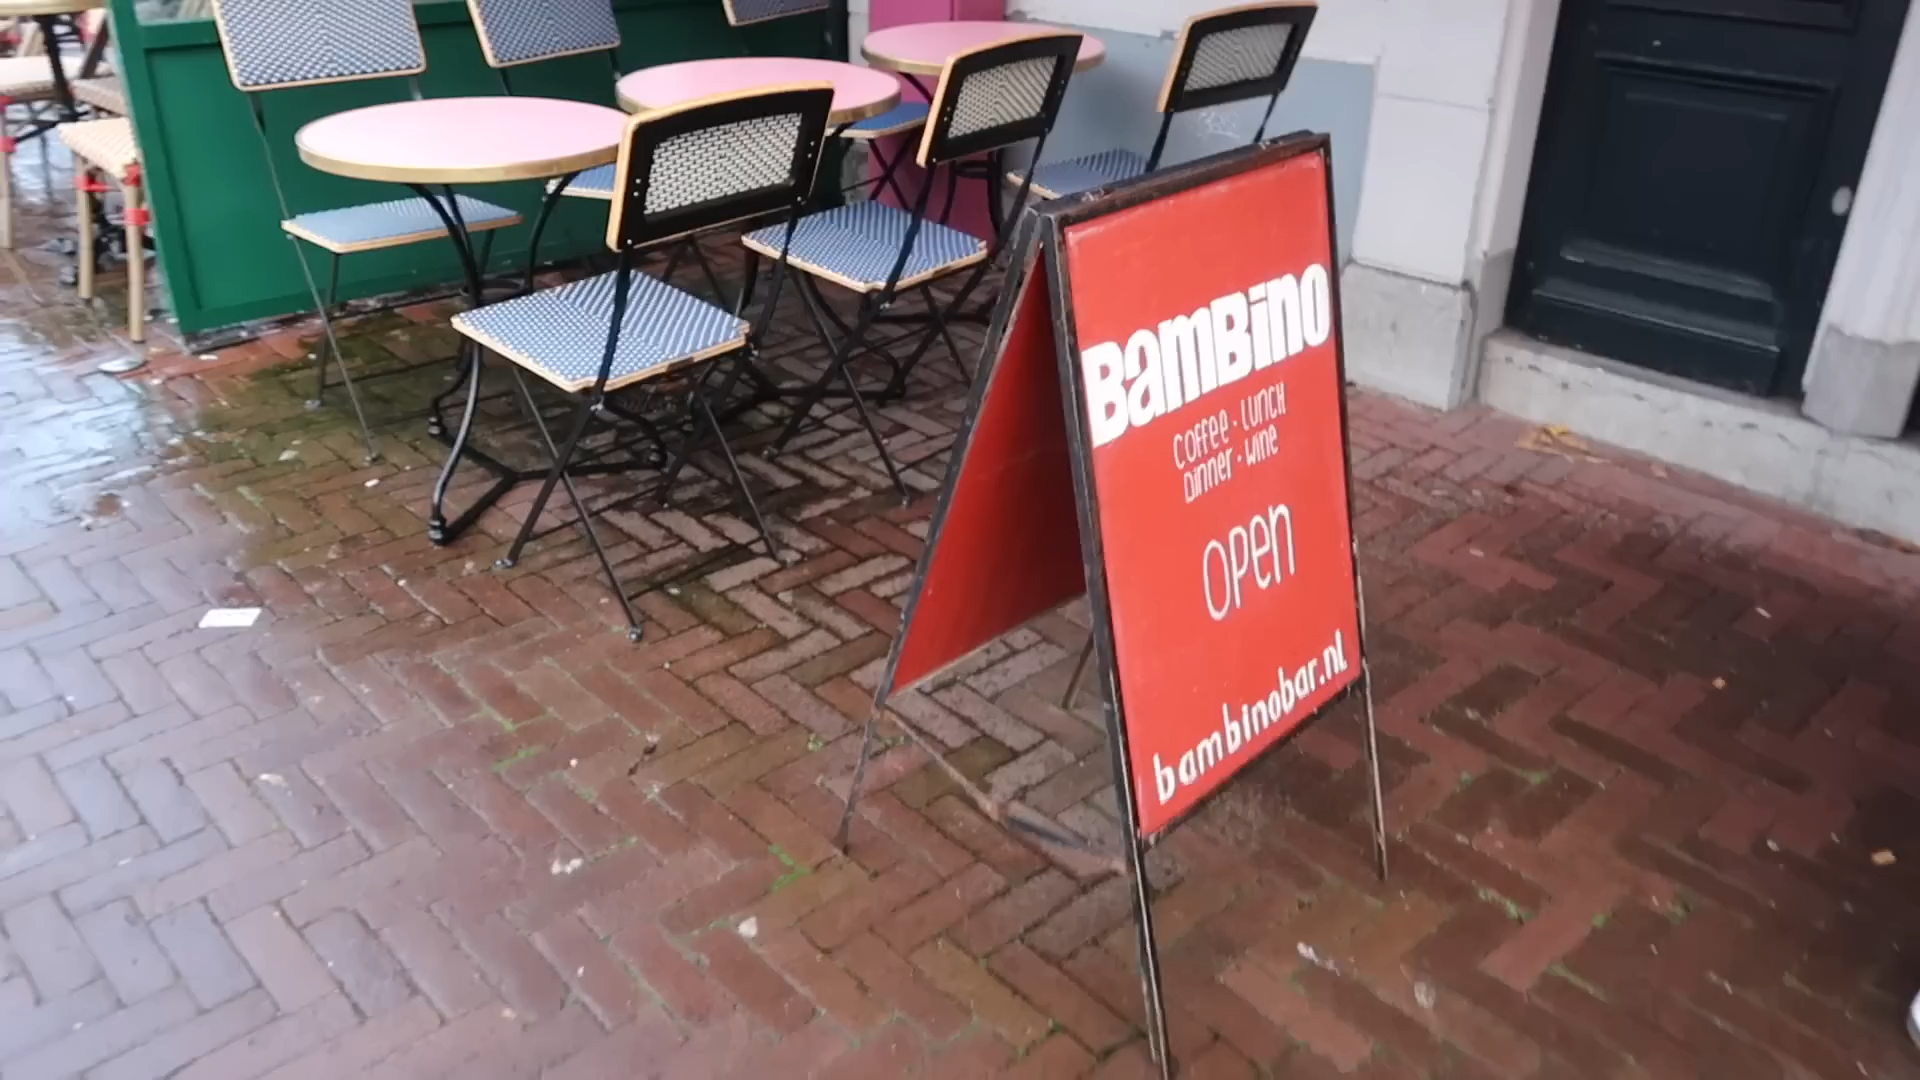 BamBino
coffee · LUNCH
Dinner · wine
open
bambinobar.nl